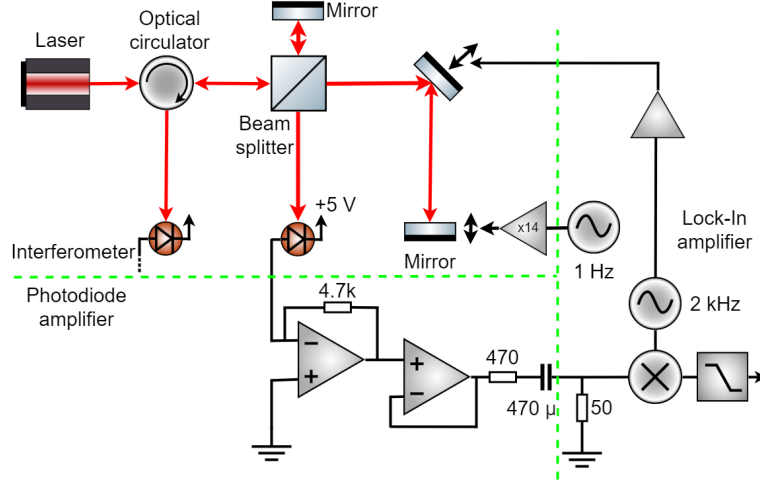 Mirror
Laser
Optical
circulator
Beam
splitter
+5 V
Interferometer
x14
Mirror
1 Hz
Lock-In
amplifier
2 kHz
Photodiode
amplifier
4.7k
−
+
+
−
470
470 µ
50